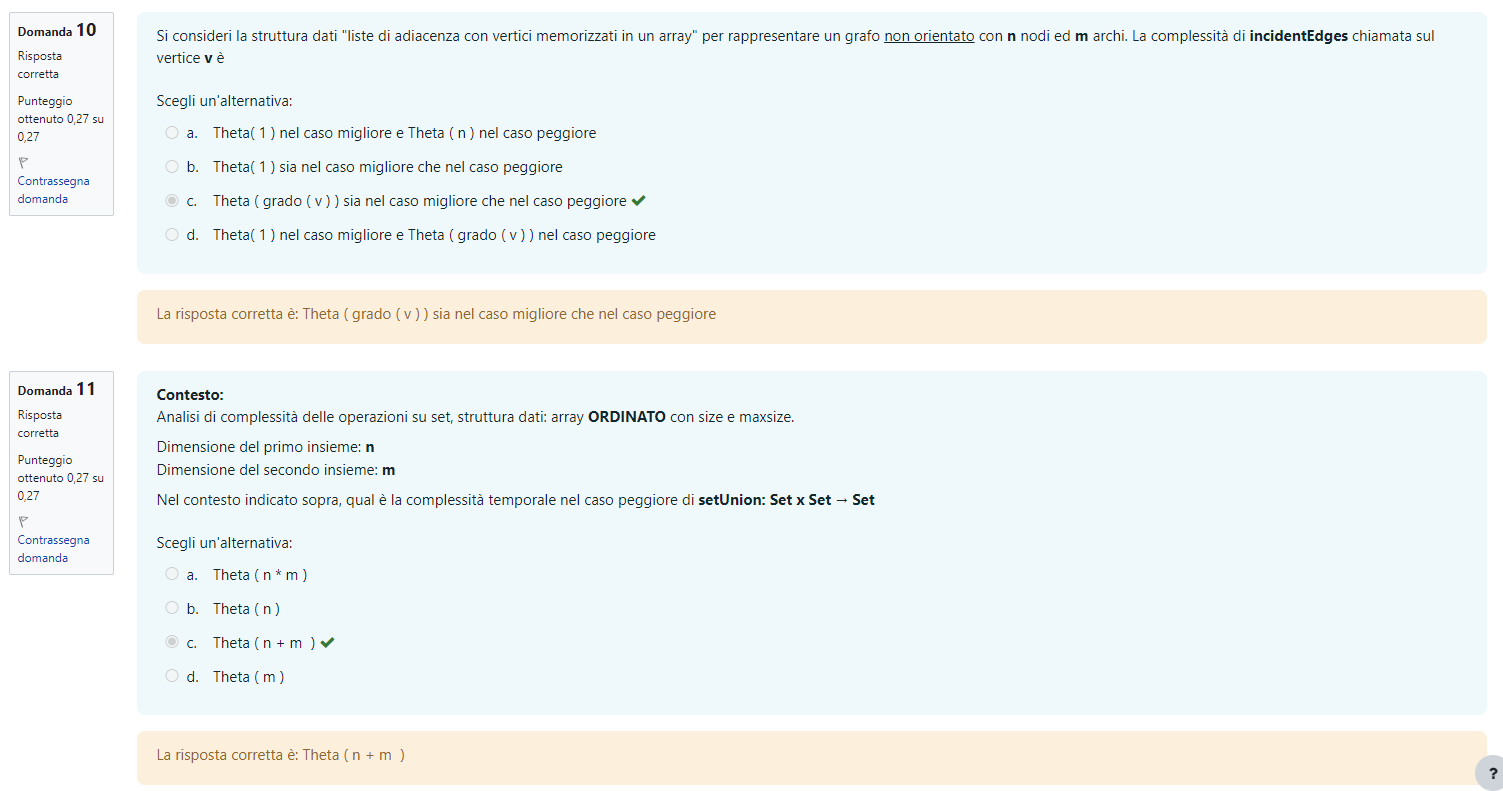 Domanda 10
Risposta
corretta
Punteggio
ottenuto 0,27 su
0,27
Contrassegna
domanda
Si consideri la struttura dati "liste di adiacenza con vertici memorizzati in un array" per rappresentare un grafo non orientato con n nodi ed m archi. La complessità di incidentEdges chiamata sul
vertice v è
Scegli un'alternativa:
a. Theta( 1 ) nel caso migliore e Theta ( n ) nel caso peggiore
b. Theta( 1 ) sia nel caso migliore che nel caso peggiore
c. Theta ( grado ( v ) ) sia nel caso migliore che nel caso peggiore
d. Theta( 1 ) nel caso migliore e Theta ( grado ( v ) ) nel caso peggiore
La risposta corretta è: Theta ( grado ( v ) ) sia nel caso migliore che nel caso peggiore
Domanda 11
Risposta
corretta
Punteggio
ottenuto 0,27 su
0,27
Contrassegna
domanda
Contesto:
Analisi di complessità delle operazioni su set, struttura dati: array ORDINATO con size e maxsize.
Dimensione del primo insieme: n
Dimensione del secondo insieme: m
Nel contesto indicato sopra, qual è la complessità temporale nel caso peggiore di setUnion: Set x Set → Set
Scegli un'alternativa:
a. Theta ( n * m )
b. Theta ( n )
c. Theta ( n + m )
d. Theta ( m )
La risposta corretta è: Theta ( n + m )
?